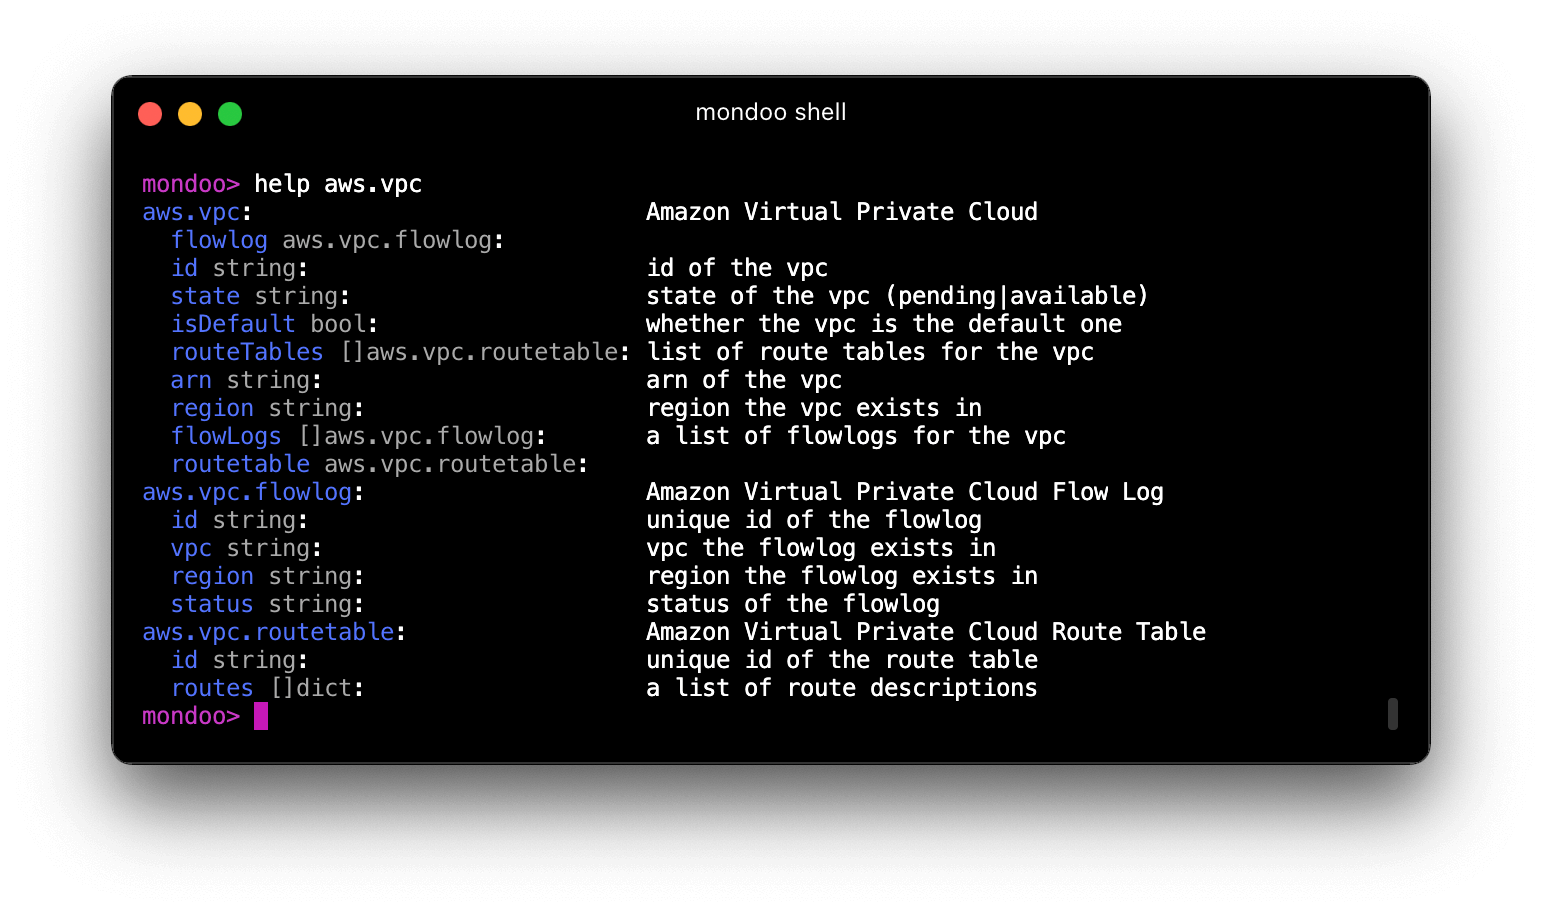 mondoo shell
mondoo> help aws.vpc
aws.vpc: Amazon Virtual Private Cloud
flowlog aws.vpc.flowlog:
id string: id of the vpc
state string: state of the vpc (pending|available)
isDefault bool: whether the vpc is the default one
routeTables []aws.vpc.routetable: list of route tables for the vpc
arn string: arn of the vpc
region string: region the vpc exists in
flowLogs []aws.vpc.flowlog: a list of flowlogs for the vpc
routetable aws.vpc.routetable:
aws.vpc.flowlog: Amazon Virtual Private Cloud Flow Log
id string: unique id of the flowlog
vpc string: vpc the flowlog exists in
region string: region the flowlog exists in
status string: status of the flowlog
aws.vpc.routetable: Amazon Virtual Private Cloud Route Table
id string: unique id of the route table
routes []dict: a list of route descriptions
mondoo>